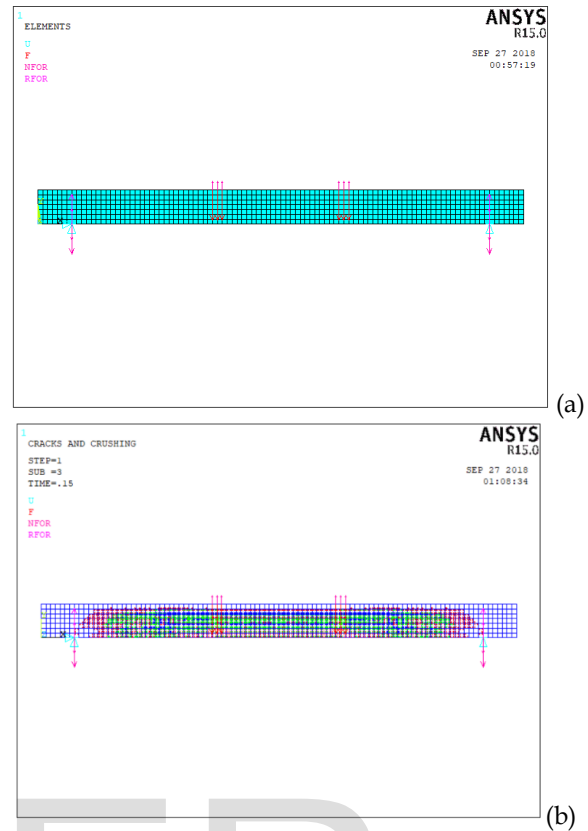 1
ELEMENTS
U
F
NFOR
RFOR
ANSYS
R15.0
SEP 27 2018
00:57:19
X
(a)
1
CRACKS AND CRUSHING
STEP=1
SUB =3
TIME=.15
U
F
NFOR
RFOR
ANSYS
R15.0
SEP 27 2018
01:08:34
X
(b)